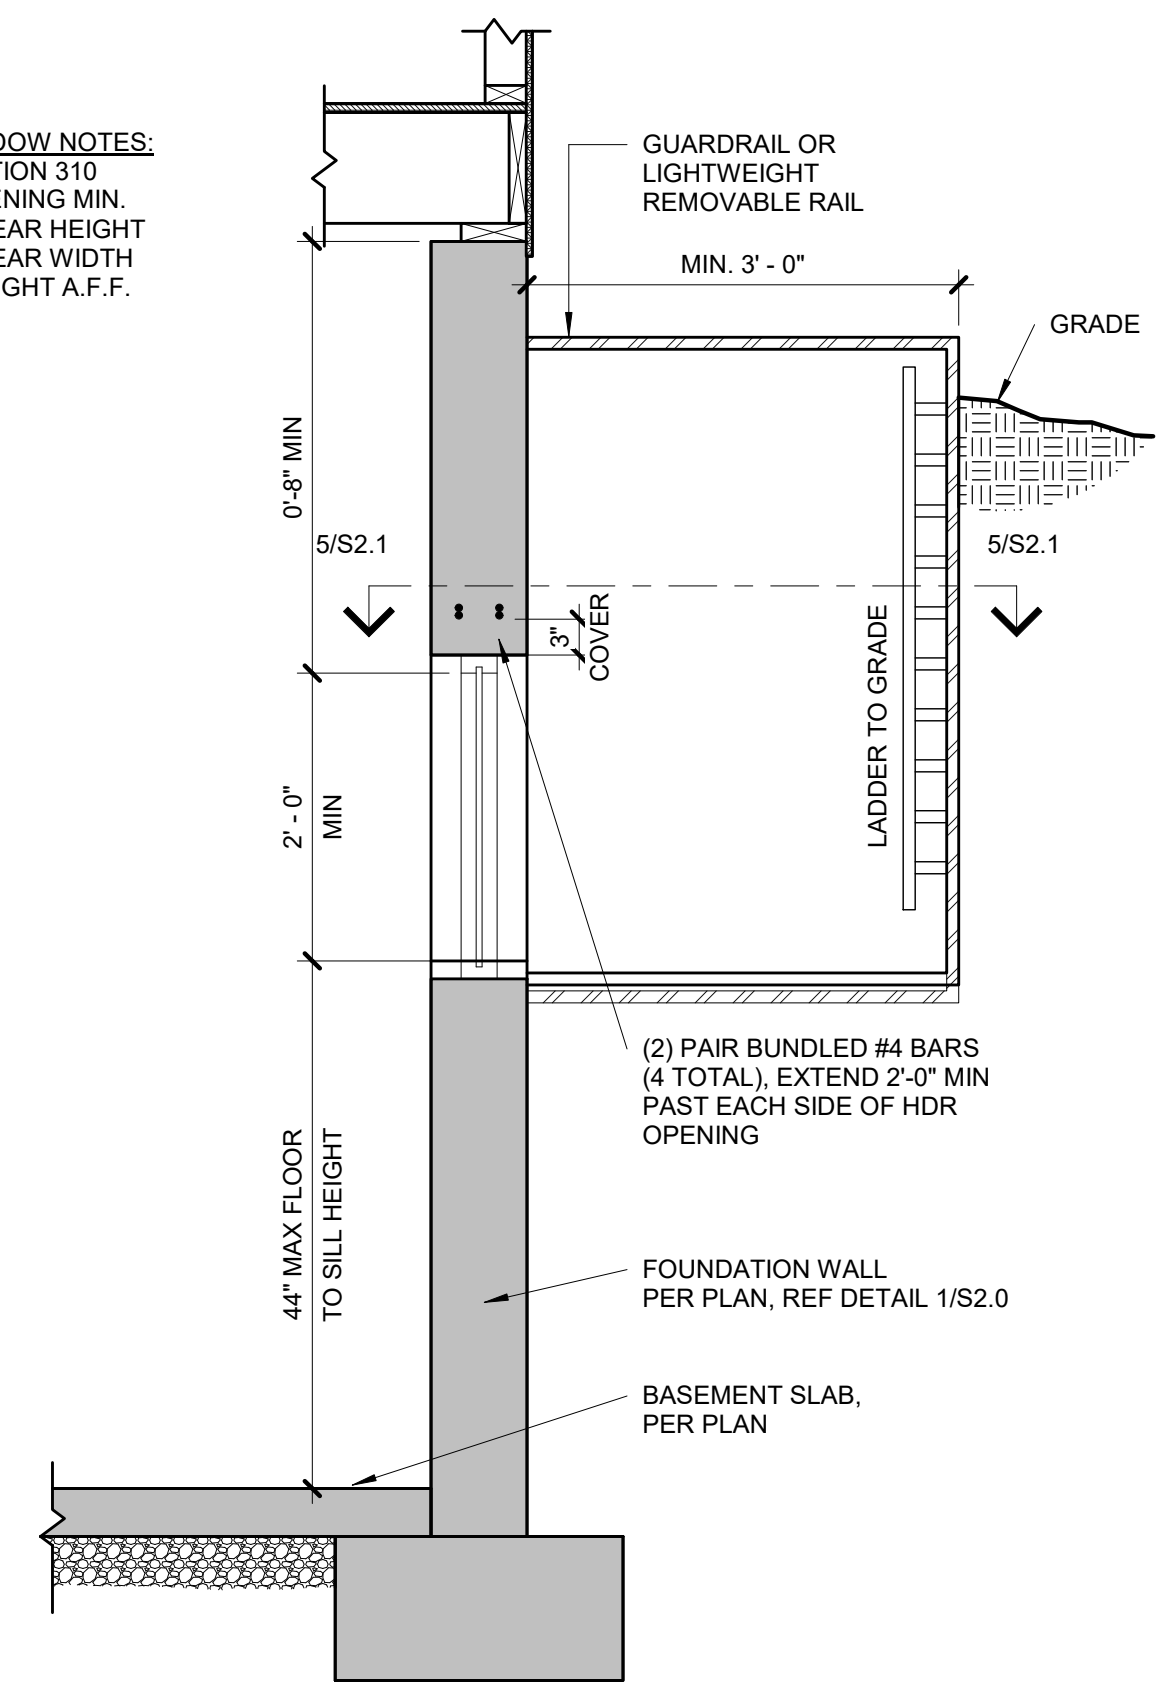 DOW NOTES:
TION 310
ENING MIN.
EAR HEIGHT
EAR WIDTH
IGHT A.F.F.
GUARDRAIL OR
LIGHTWEIGHT
REMOVABLE RAIL
MIN. 3' - 0"
GRADE
0'-8" MIN
5/S2.1
5/S2.1
3"
COVER
LADDER TO GRADE
2' - 0"
MIN
(2) PAIR BUNDLED #4 BARS
(4 TOTAL), EXTEND 2'-0" MIN
PAST EACH SIDE OF HDR
OPENING
44" MAX FLOOR
TO SILL HEIGHT
FOUNDATION WALL
PER PLAN, REF DETAIL 1/S2.0
BASEMENT SLAB,
PER PLAN